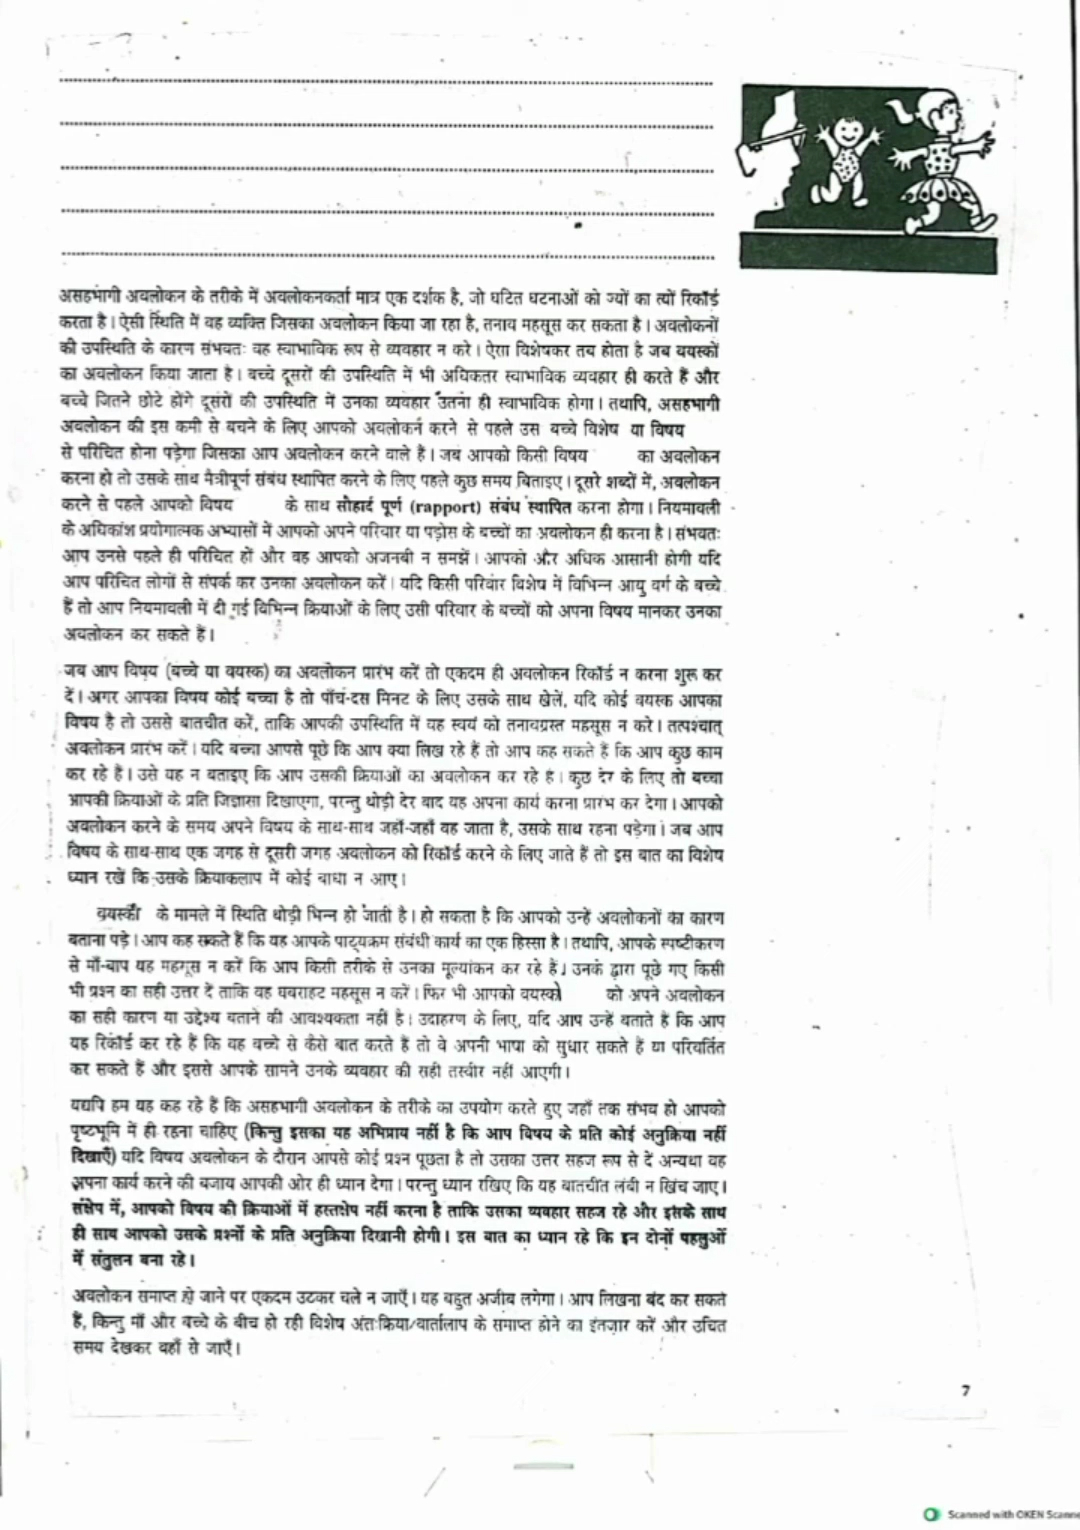 असहभागी अवलोकन के तरीके में अवलोकनकर्ता मात्र एक दर्शक है, जो घटित घटनाओं को ज्यों का त्यों रिकॉर्ड
करता है। ऐसी स्थिति में वह व्यक्ति जिसका अवलोकन किया जा रहा है, तनाव महसूस कर सकता है। अवलोकनों
की उपस्थिति के कारण संभवतः वह स्वाभाविक रूप से व्यवहार न करे। ऐसा विशेषकर तब होता है जब वयस्कों
का अवलोकन किया जाता है। बच्चे दूसरों की उपस्थिति में भी अधिकतर स्वाभाविक व्यवहार ही करते हैं और
बच्चे जितने छोटे होंगे दूसरों की उपस्थिति में उनका व्यवहार उतना ही स्वाभाविक होगा। तथापि, असहभागी
अवलोकन की इस कमी से बचने के लिए आपको अवलोकन करने से पहले उस बच्चे विशेष या विषय
से परिचित होना पड़ेगा जिसका आप अवलोकन करने वाले हैं। जब आपको किसी विषय का अवलोकन
करना हो तो उसके साथ मैत्रीपूर्ण संबंध स्थापित करने के लिए पहले कुछ समय बिताइए। दूसरे शब्दों में, अवलोकन
करने से पहले आपको विषय के साथ सौहार्द पूर्ण (rapport) संबंध स्थापित करना होगा। नियमावली
के अधिकांश प्रयोगात्मक अभ्यासों में आपको अपने परिवार या पड़ोस के बच्चों का अवलोकन ही करना है। संभवतः
आप उनसे पहले ही परिचित हों और वह आपको अजनबी न समझें। आपको और अधिक आसानी होगी यदि
आप परिचित लोगों से संपर्क कर उनका अवलोकन करें। यदि किसी परिवार विशेष में विभिन्न आयु वर्ग के बच्चे
हैं तो आप नियमावली में दी गई विभिन्न क्रियाओं के लिए उसी परिवार के बच्चों को अपना विषय मानकर उनका
अवलोकन कर सकते हैं।
जब आप विषय (बच्चे या वयस्क) का अवलोकन प्रारंभ करें तो एकदम ही अवलोकन रिकॉर्ड न करना शुरू कर
दें। अगर आपका विषय कोई बच्चा है तो पाँच-दस मिनट के लिए उसके साथ खेलें, यदि कोई वयस्क आपका
विषय है तो उससे बातचीत करें, ताकि आपकी उपस्थिति में वह स्वयं को तनावग्रस्त महसूस न करे। तत्पश्चात्
अवलोकन प्रारंभ करें। यदि बच्चा आपसे पूछे कि आप क्या लिख रहे हैं तो आप कह सकते हैं कि आप कुछ काम
कर रहे हैं। उसे यह न बताइए कि आप उसकी क्रियाओं का अवलोकन कर रहे हैं। कुछ देर के लिए तो बच्चा
आपकी क्रियाओं के प्रति जिज्ञासा दिखाएगा, परन्तु थोड़ी देर बाद वह अपना कार्य करना प्रारंभ कर देगा। आपको
अवलोकन करने के समय अपने विषय के साथ-साथ जहाँ-जहाँ वह जाता है, उसके साथ रहना पड़ेगा। जब आप
विषय के साथ-साथ एक जगह से दूसरी जगह अवलोकन को रिकॉर्ड करने के लिए जाते हैं तो इस बात का विशेष
ध्यान रखें कि उसके क्रियाकलाप में कोई बाधा न आए।
वयस्कों के मामले में स्थिति थोड़ी भिन्न हो जाती है। हो सकता है कि आपको उन्हें अवलोकनों का कारण
बताना पड़े। आप कह सकते हैं कि यह आपके पाठ्यक्रम संबंधी कार्य का एक हिस्सा है। तथापि, आपके स्पष्टीकरण
से माँ-बाप यह महसूस न करें कि आप किसी तरीके से उनका मूल्यांकन कर रहे हैं। उनके द्वारा पूछे गए किसी
भी प्रश्न का सही उत्तर दें ताकि वह घबराहट महसूस न करें। फिर भी आपको वयस्कों को अपने अवलोकन
का सही कारण या उद्देश्य बताने की आवश्यकता नहीं है। उदाहरण के लिए, यदि आप उन्हें बताते हैं कि आप
यह रिकॉर्ड कर रहे हैं कि वह बच्चे से कैसे बात करते हैं तो वे अपनी भाषा को सुधार सकते हैं या परिवर्तित
कर सकते हैं और इससे आपके सामने उनके व्यवहार की सही तस्वीर नहीं आएगी।
यद्यपि हम यह कह रहे हैं कि असहभागी अवलोकन के तरीके का उपयोग करते हुए जहाँ तक संभव हो आपको
पृष्ठभूमि में ही रहना चाहिए (किन्तु इसका यह अभिप्राय नहीं है कि आप विषय के प्रति कोई अनुक्रिया नहीं
दिखाएँ) यदि विषय अवलोकन के दौरान आपसे कोई प्रश्न पूछता है तो उसका उत्तर सहज रूप से दें अन्यथा वह
अपना कार्य करने की बजाय आपकी ओर ही ध्यान देगा। परन्तु ध्यान रखिए कि यह बातचीत लंबी न खिंच जाए।
संक्षेप में, आपको विषय की क्रियाओं में हस्तक्षेप नहीं करना है ताकि उसका व्यवहार सहज रहे और इसके साथ
ही साथ आपको उसके प्रश्नों के प्रति अनुक्रिया दिखानी होगी। इस बात का ध्यान रहे कि इन दोनों पहलुओं
में संतुलन बना रहे।
अवलोकन समाप्त हो जाने पर एकदम उटकर चले न जाएँ। यह बहुत अजीब लगेगा। आप लिखना बंद कर सकते
हैं, किन्तु माँ और बच्चे के बीच हो रही विशेष अंतःक्रिया/वार्तालाप के समाप्त होने का इंतज़ार करें और उचित
समय देखकर वहाँ से जाएँ।
7
Scanned with OKEN Scanne